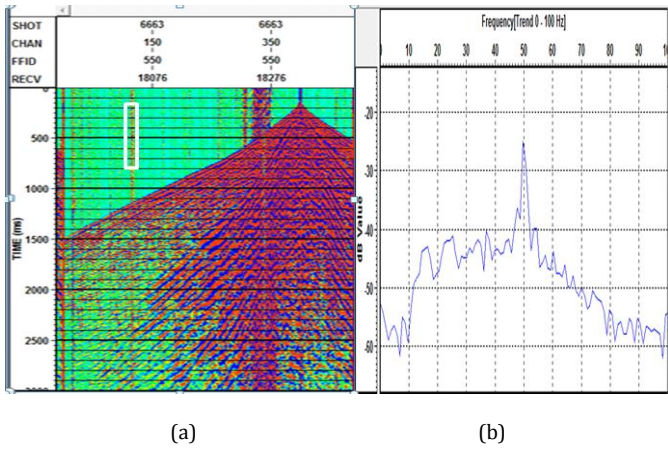 SHOT 6663 6663
CHAN 150 350
FFID 550 550
RECV 18076 18276
0
500
1000
1500
2000
2500
TIME (ms)
Frequency[Trend 0 - 100 Hz]
0 10 20 30 40 50 60 70 80 90 100
-20
-30
-40
-50
-60
dB Value
(a) (b)